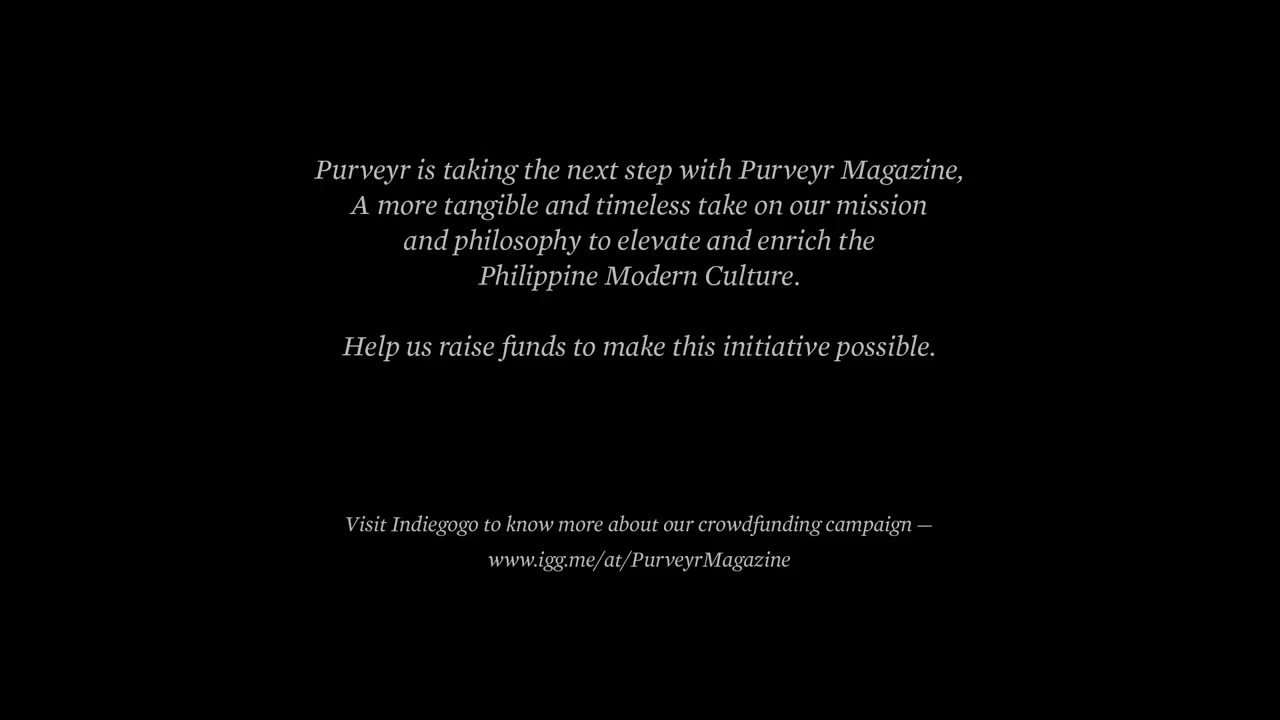 Purveyr is taking the next step with Purveyr Magazine,
A more tangible and timeless take on our mission
and philosophy to elevate and enrich the
Philippine Modern Culture.
Help us raise funds to make this initiative possible.
Visit Indiegogo to know more about our crowdfunding campaign —
www.igg.me/at/PurveyrMagazine